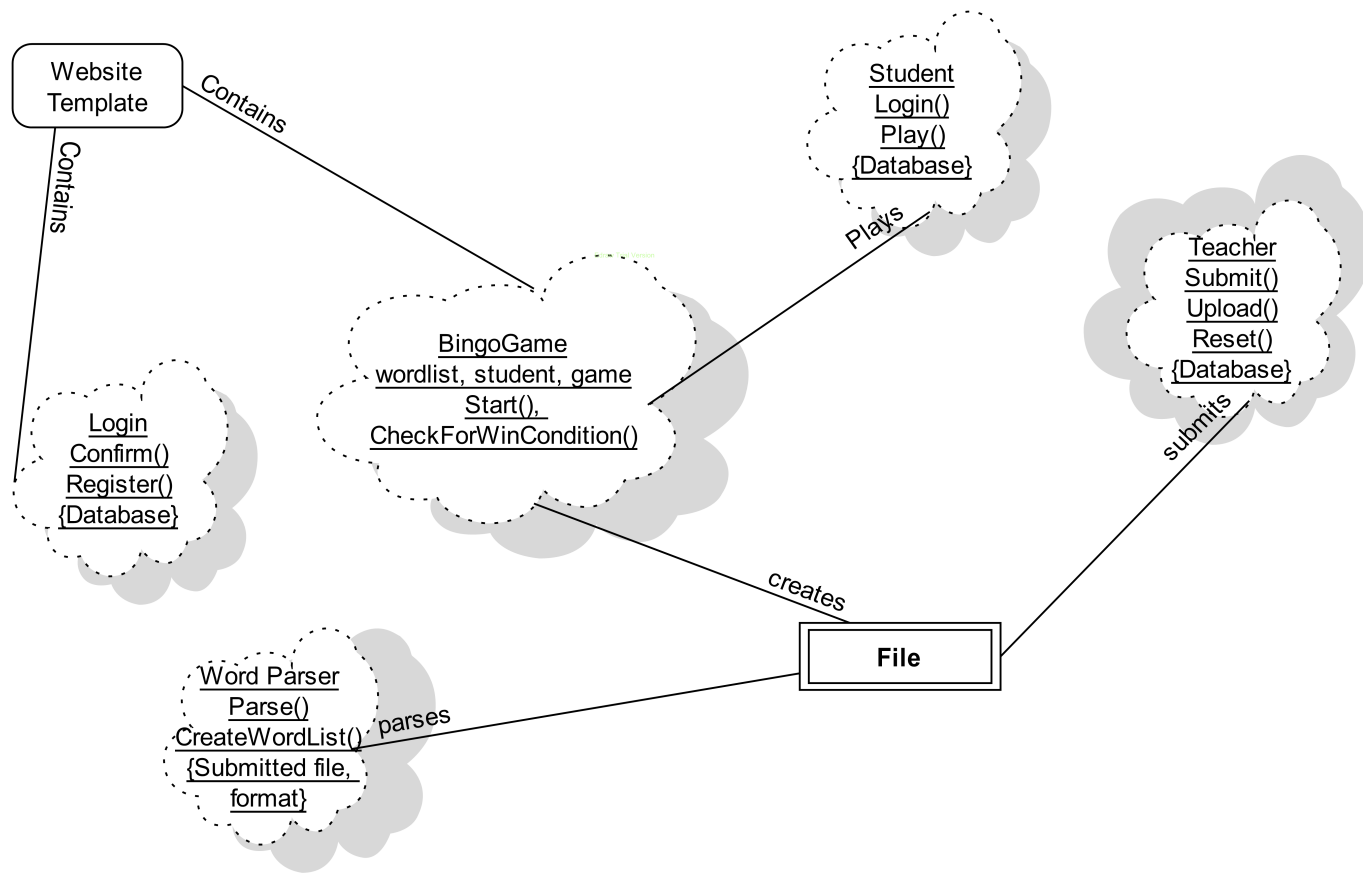 Website
Template
Contains
Contains
Student
Login()
Play()
{Database}
Plays
Teacher
Submit()
Upload()
Reset()
{Database}
submits
BingoGame
wordlist, student, game
Start(),
CheckForWinCondition()
Login
Confirm()
Register()
{Database}
creates
File
Word Parser
Parse()
CreateWordList()
{Submitted file,
format}
parses